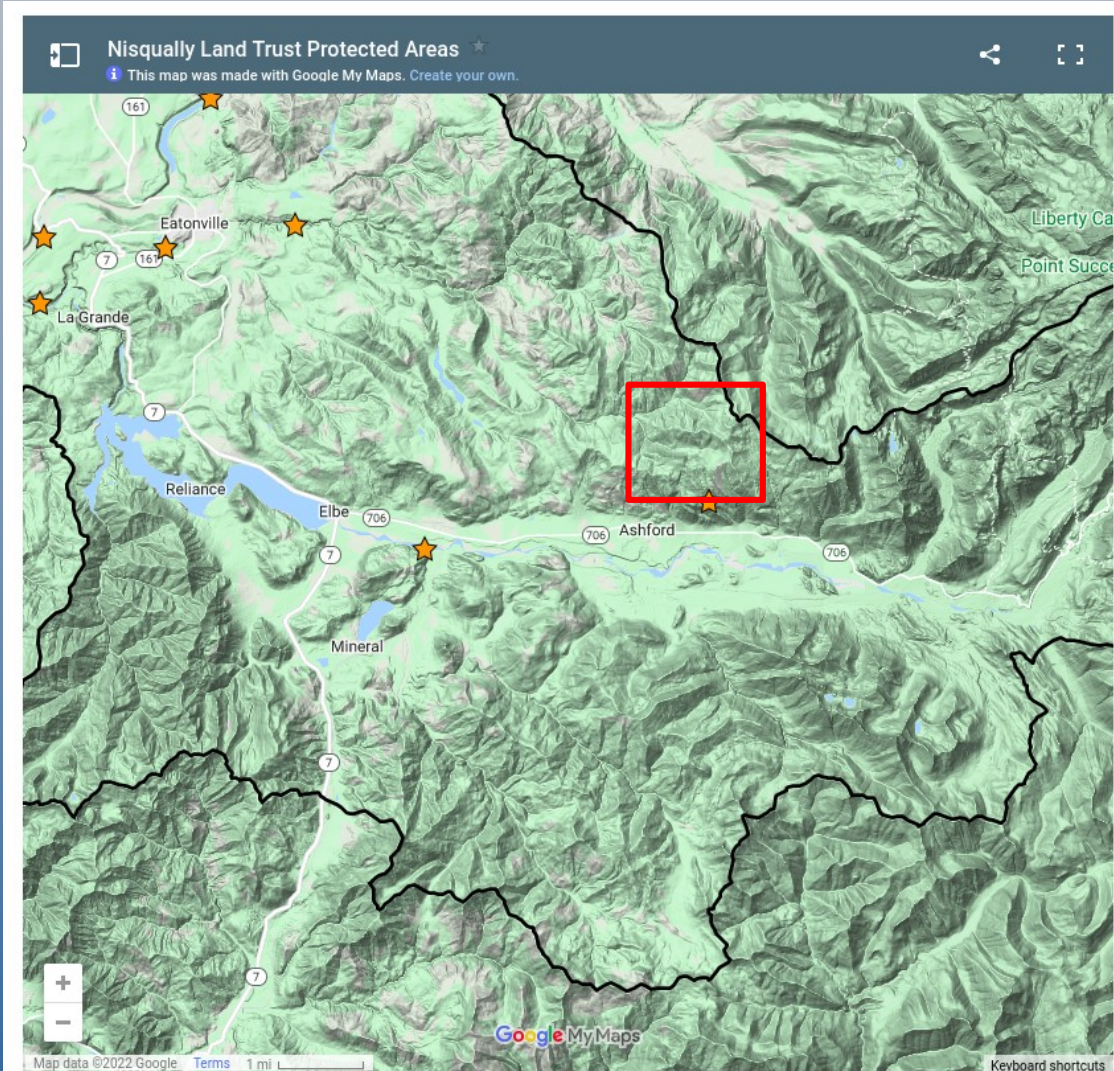 Nisqually Land Trust Protected Areas
This map was made with Google My Maps. Create your own.
161
Liberty Ca
Eatonville
7
161
Point Succe
La Grande
7
Reliance
Elbe
706
706
Ashford
7
706
Mineral
7
7
Google My Maps
Map data ©2022 Google Terms 1 mi
Keyboard shortcuts